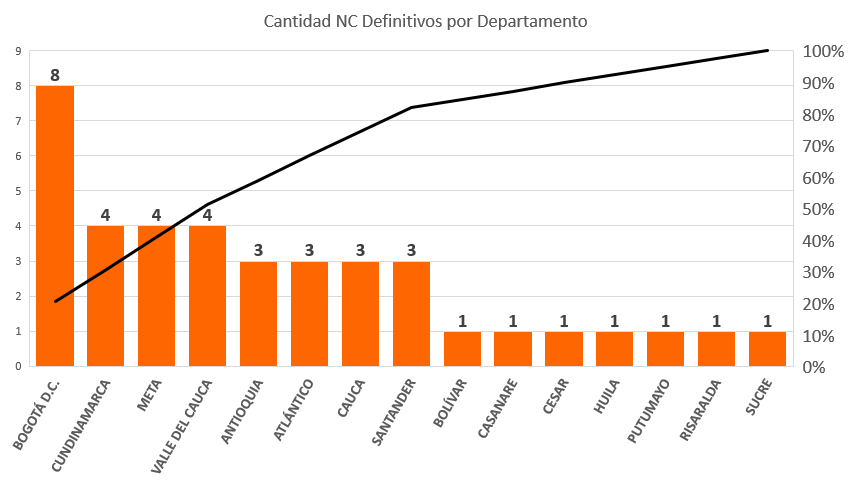 Cantidad NC Definitivos por Departamento
9
8
7
6
5
4
3
2
1
0
100%
90%
80%
70%
60%
50%
40%
30%
20%
10%
0%
8
4
4
4
3
3
3
3
1
1
1
1
1
1
1
BOGOTÁ D.C.
CUNDINAMARCA
META
VALLE DEL CAUCA
ANTIOQUIA
ATLÁNTICO
CAUCA
SANTANDER
BOLÍVAR
CASANARE
CESAR
HUILA
PUTUMAYO
RISARALDA
SUCRE